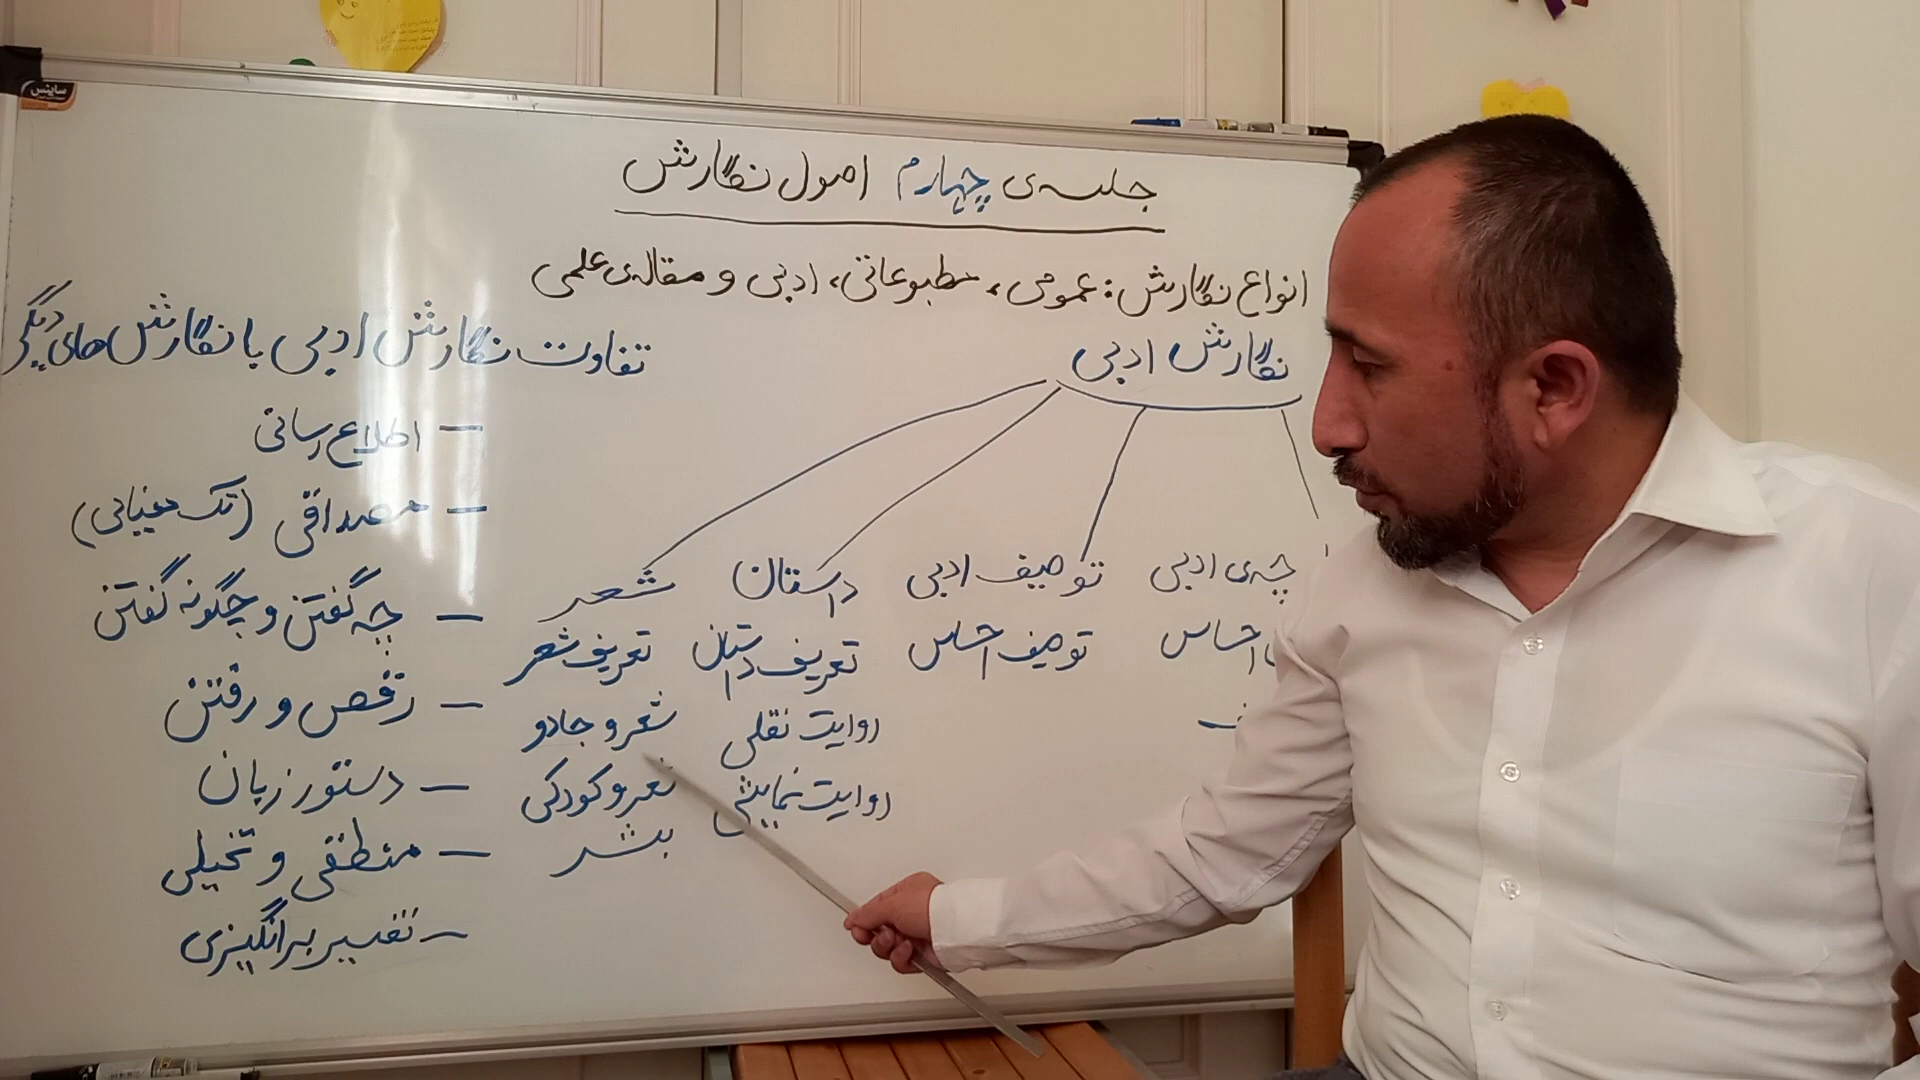 ساینس
جلسه‌ی چهارم اصول نگارش
انواع نگارش: عمومی، مطبوعاتی، ادبی و مقاله‌ی علمی
نگارش ادبی
چه‌ی ادبی
توصیف ادبی
داستان
شعر
احساس
توصیف احساس
تعریف داستان
تعریف شعر
روایت نقلی
شعر و جادو
روایت نمایشی
شعر و کودکی
بشر
تفاوت نگارش ادبی با نگارش‌های دیگر
– اطلاع رسانی
– مصداقی (تک معنایی)
– چه گفتن و چگونه گفتن
– رقص و رفتن
– دستور زبان
– منطقی و تخیلی
– تفسیر برانگیزی